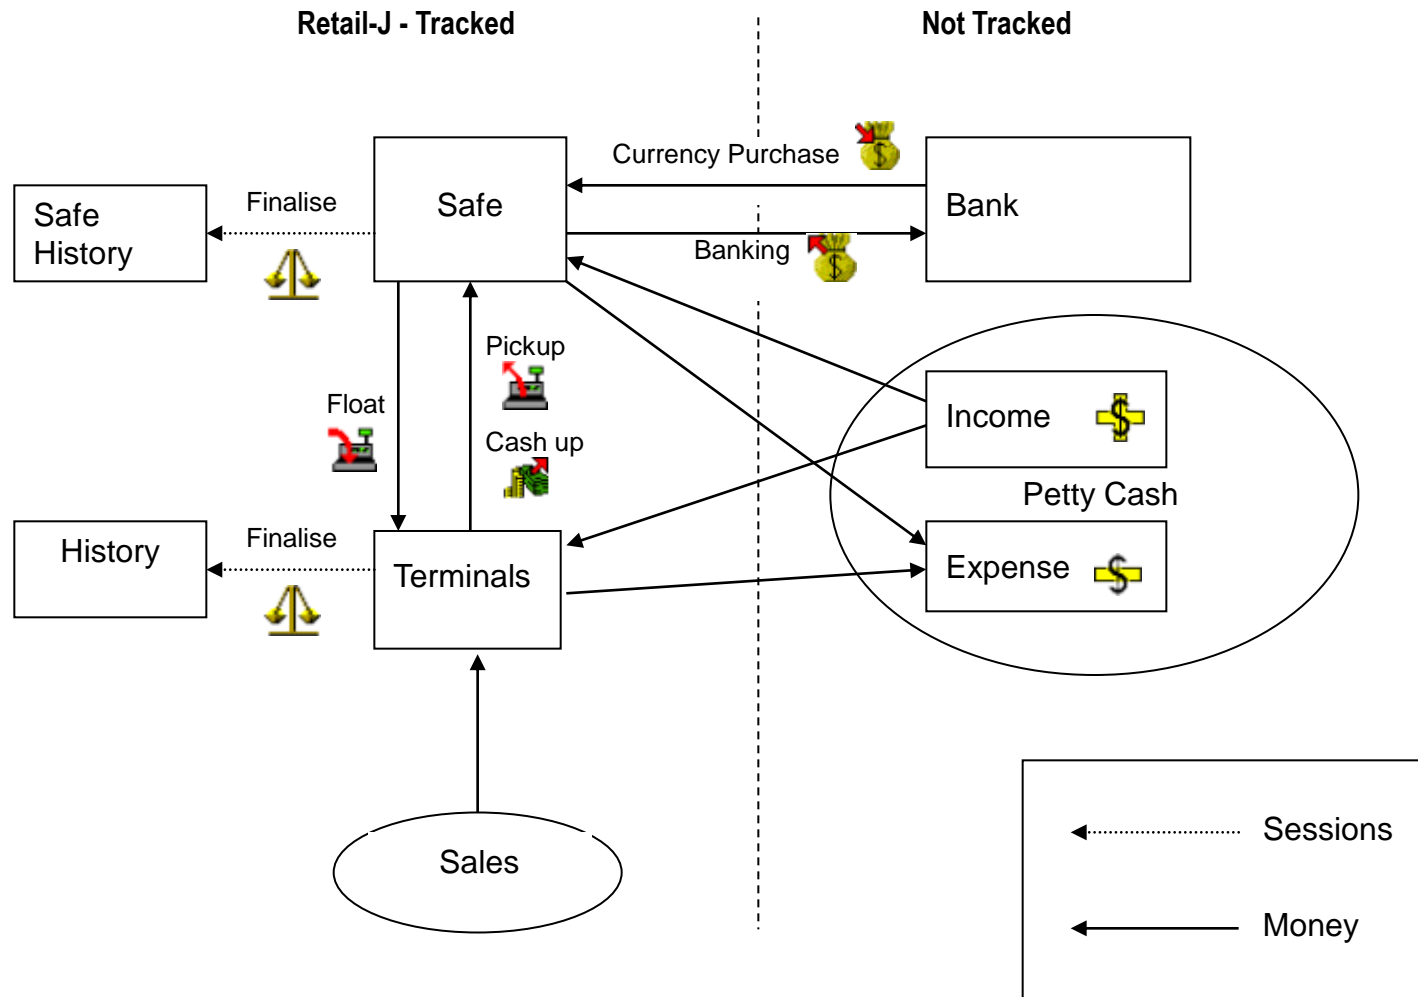 Retail-J - Tracked
Not Tracked
Currency Purchase
Safe
History
Finalise
Safe
Bank
Banking
Pickup
Float
Cash up
Income
Petty Cash
History
Finalise
Terminals
Expense
Sales
Sessions
Money